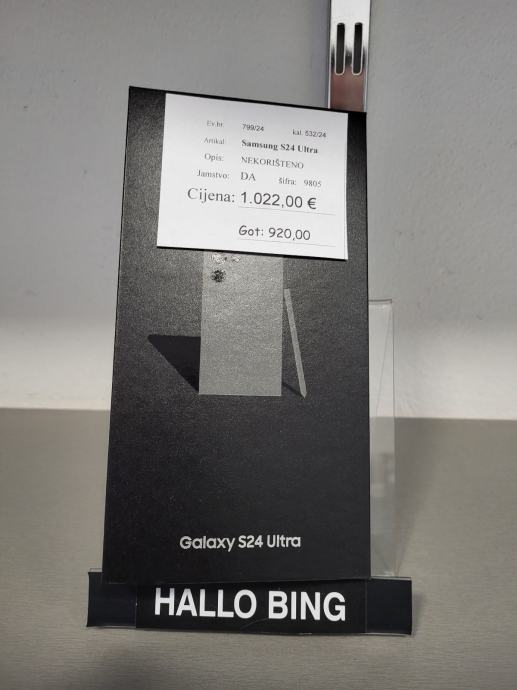 Ev.br. 799/24 kal. 532/24
Artikal: Samsung S24 Ultra
Opis: NEKORIŠTENO
Jamstvo: DA šifra: 9805
Cijena: 1.022,00 €
Got: 920,00
Galaxy S24 Ultra
HALLO BING